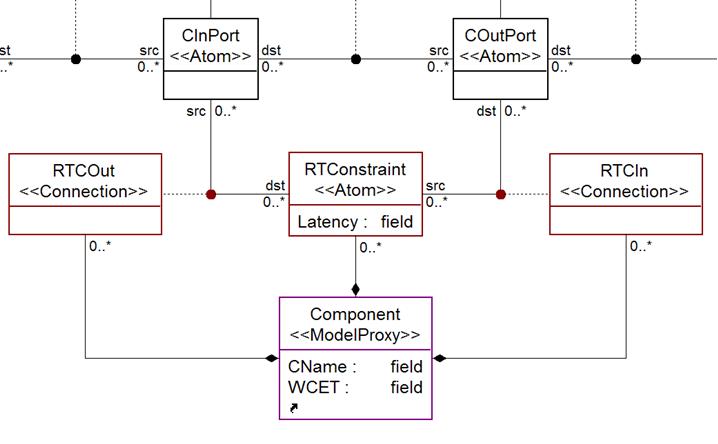 CInPort
<<Atom>>
COutPort
<<Atom>>
st
..*
src
0..*
dst
0..*
src
0..*
dst
0..*
src 0..*
dst 0..*
RTCOut
<<Connection>>
RTConstraint
<<Atom>>
Latency : field
RTCIn
<<Connection>>
dst
0..*
src
0..*
0..*
0..*
0..*
Component
<<ModelProxy>>
CName : field
WCET : field